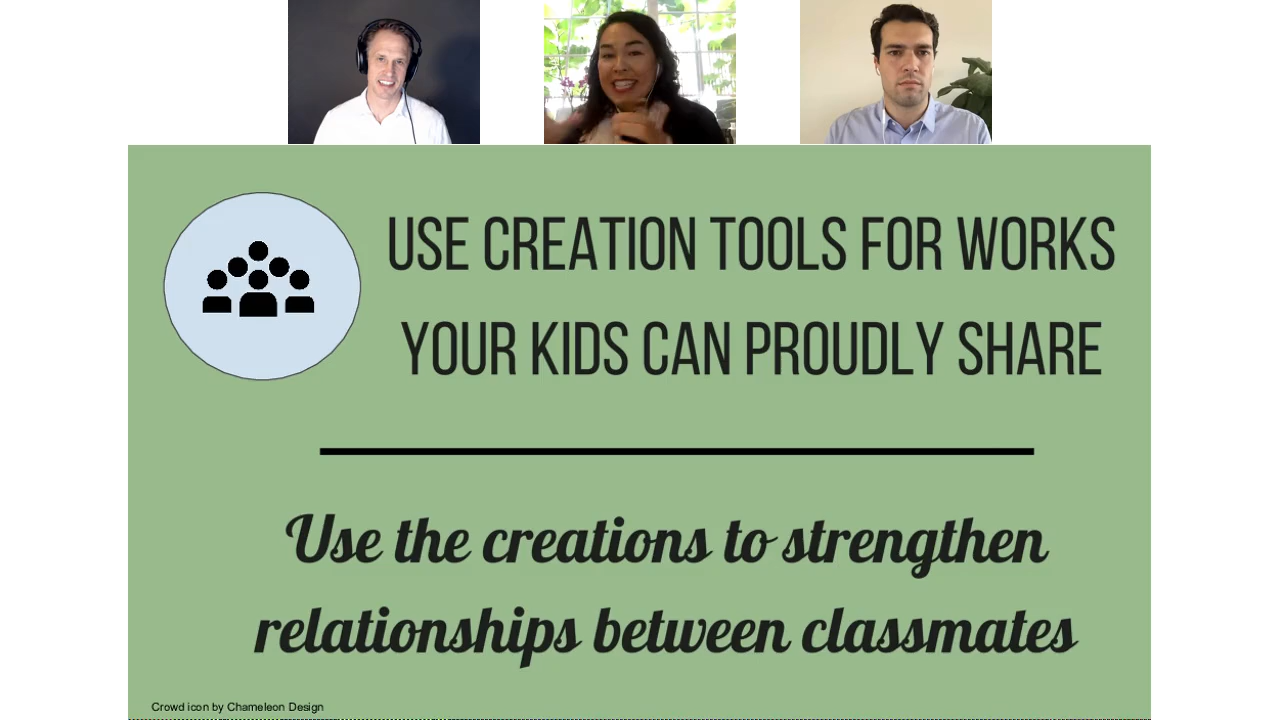 USE CREATION TOOLS FOR WORKS
YOUR KIDS CAN PROUDLY SHARE
Use the creations to strengthen
relationships between classmates
Crowd icon by Chameleon Design